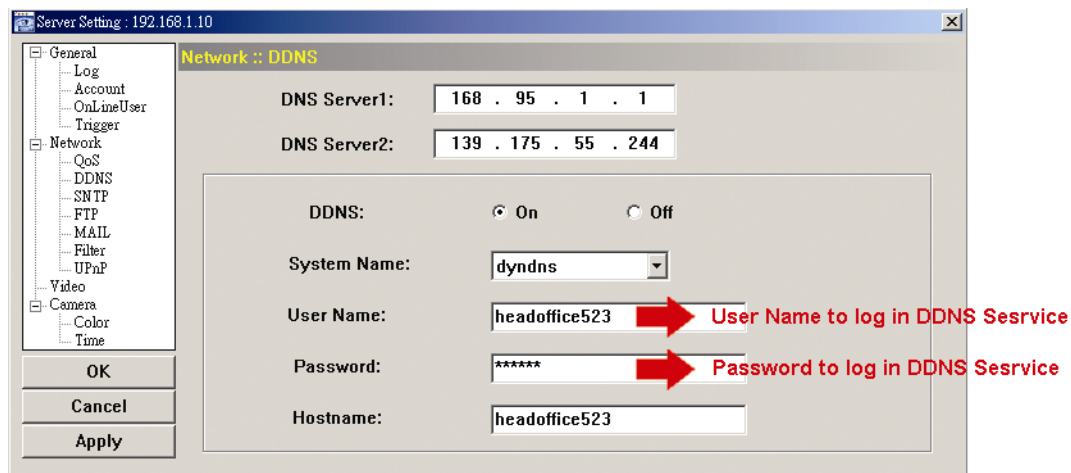 Server Setting : 192.168.1.10
General
Log
Account
OnLineUser
Trigger
Network
QoS
DDNS
SNTP
FTP
MAIL
Filter
UPnP
Video
Camera
Color
Time
OK
Cancel
Apply
Network :: DDNS
DNS Server1: 168 . 95 . 1 . 1
DNS Server2: 139 . 175 . 55 . 244
DDNS: On Off
System Name: dyndns
User Name: headoffice523 User Name to log in DDNS Sesrvice
Password: ****** Password to log in DDNS Sesrvice
Hostname: headoffice523